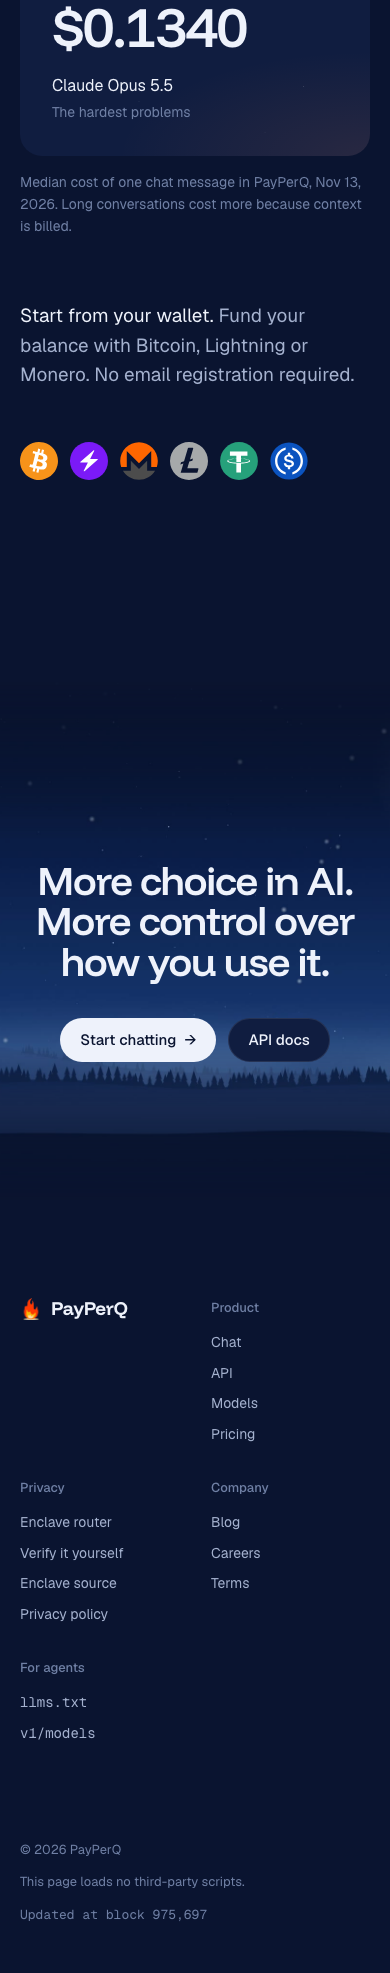 $0.1340
Claude Opus 5.5
The hardest problems
Median cost of one chat message in PayPerQ, Nov 13,
2026. Long conversations cost more because context
is billed.
Start from your wallet. Fund your
balance with Bitcoin, Lightning or
Monero. No email registration required.
More choice in AI.
More control over
how you use it.
Start chatting →
API docs
PayPerQ
Product
Chat
API
Models
Pricing
Privacy
Enclave router
Verify it yourself
Enclave source
Privacy policy
Company
Blog
Careers
Terms
For agents
llms.txt
v1/models
© 2026 PayPerQ
This page loads no third-party scripts.
Updated at block 975,697